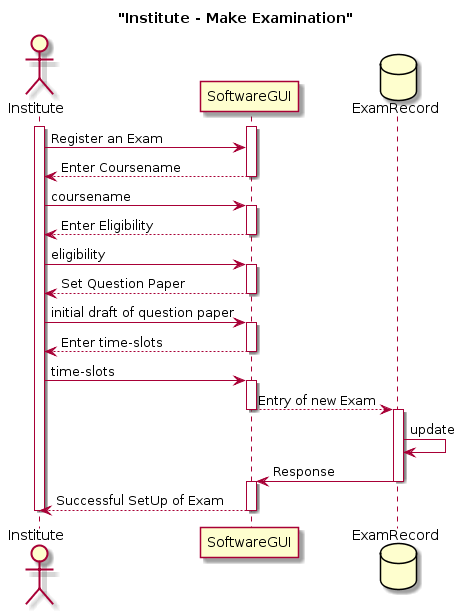 "Institute - Make Examination"
Institute
SoftwareGUI
ExamRecord
Register an Exam
Enter Coursename
coursename
Enter Eligibility
eligibility
Set Question Paper
initial draft of question paper
Enter time-slots
time-slots
Entry of new Exam
update
Response
Successful SetUp of Exam
Institute
SoftwareGUI
ExamRecord